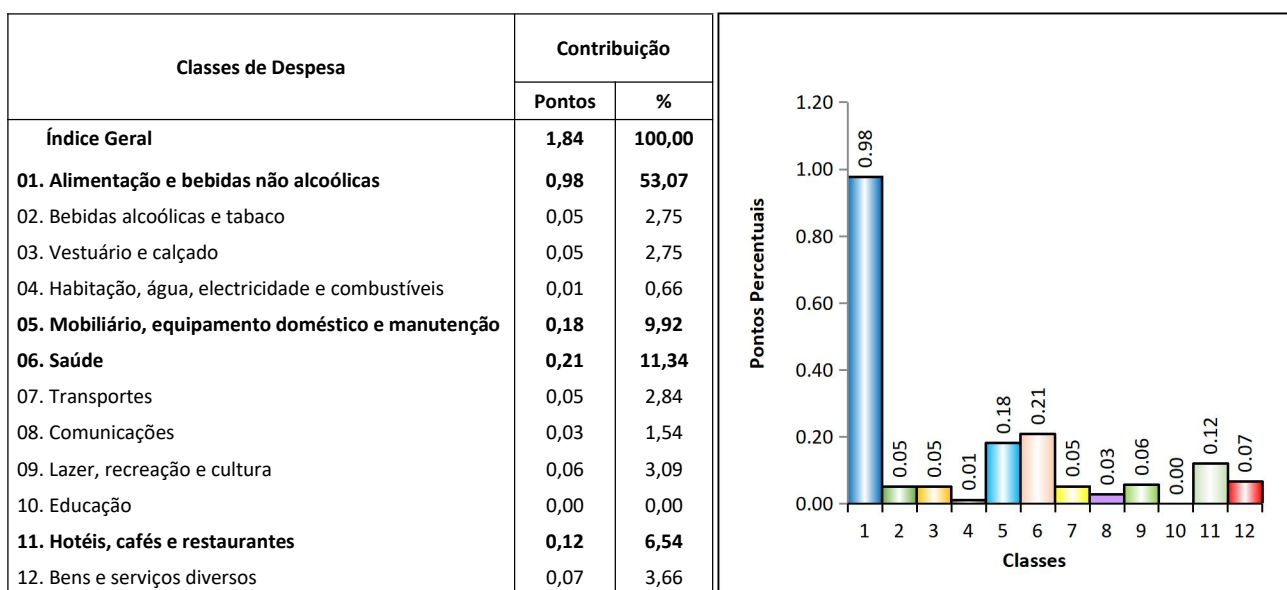 Classes de Despesa
Contribuição
Pontos %
Índice Geral 1,84 100,00
01. Alimentação e bebidas não alcoólicas 0,98 53,07
02. Bebidas alcoólicas e tabaco 0,05 2,75
03. Vestuário e calçado 0,05 2,75
04. Habitação, água, electricidade e combustíveis 0,01 0,66
05. Mobiliário, equipamento doméstico e manutenção 0,18 9,92
06. Saúde 0,21 11,34
07. Transportes 0,05 2,84
08. Comunicações 0,03 1,54
09. Lazer, recreação e cultura 0,06 3,09
10. Educação 0,00 0,00
11. Hotéis, cafés e restaurantes 0,12 6,54
12. Bens e serviços diversos 0,07 3,66
Pontos Percentuais
1.20
1.00
0.80
0.60
0.40
0.20
0.00
0.98 0.05 0.05 0.01 0.18 0.21 0.05 0.03 0.06 0.00 0.12 0.07
1 2 3 4 5 6 7 8 9 10 11 12
Classes